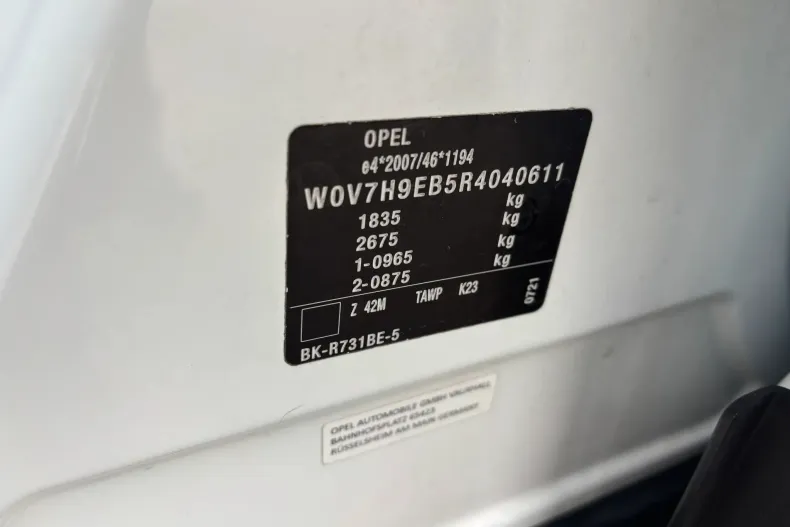 OPEL
e4*2007/46*1194
W0V7H9EB5R4040611
1835 kg
2675 kg
1-0965 kg
2-0875 kg
Z 42M TAWP K23 0721
BK-R731BE-5
OPEL AUTOMOBILE GMBH VAUXHALL
BAHNHOFSPLATZ 65423
RÜSSELSHEIM AM MAIN GERMANY